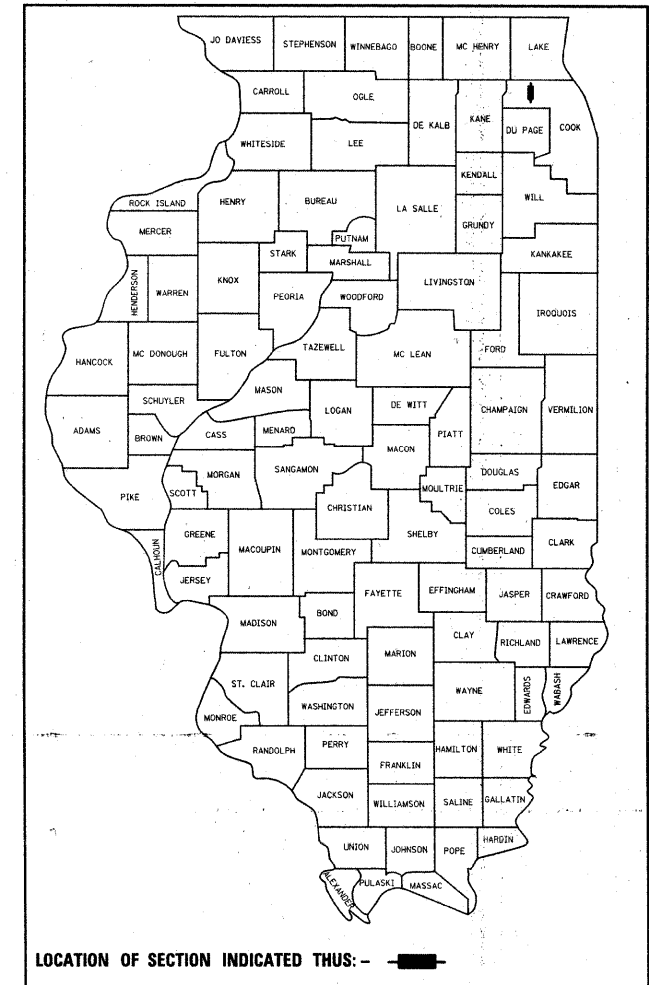 JO DAVIESS
STEPHENSON
WINNEBAGO
BOONE
MC HENRY
LAKE
CARROLL
OGLE
DE KALB
KANE
COOK
DU PAGE
WHITESIDE
LEE
KENDALL
WILL
ROCK ISLAND
HENRY
BUREAU
LA SALLE
GRUNDY
MERCER
PUTNAM
STARK
MARSHALL
KANKAKEE
HENDERSON
WARREN
KNOX
PEORIA
WOODFORD
LIVINGSTON
IROQUOIS
HANCOCK
MC DONOUGH
FULTON
TAZEWELL
MC LEAN
FORD
MASON
SCHUYLER
LOGAN
DE WITT
CHAMPAIGN
VERMILION
ADAMS
BROWN
CASS
MENARD
PIATT
MACON
MORGAN
SANGAMON
DOUGLAS
EDGAR
PIKE
SCOTT
MOULTRIE
CHRISTIAN
COLES
GREENE
MACOUPIN
MONTGOMERY
SHELBY
CUMBERLAND
CLARK
CALHOUN
JERSEY
FAYETTE
EFFINGHAM
JASPER
CRAWFORD
MADISON
BOND
CLAY
RICHLAND
LAWRENCE
CLINTON
MARION
ST. CLAIR
WAYNE
EDWARDS
WABASH
MONROE
WASHINGTON
JEFFERSON
RANDOLPH
PERRY
HAMILTON
WHITE
FRANKLIN
JACKSON
WILLIAMSON
SALINE
GALLATIN
UNION
JOHNSON
POPE
HARDIN
ALEXANDER
PULASKI
MASSAC
LOCATION OF SECTION INDICATED THUS: -